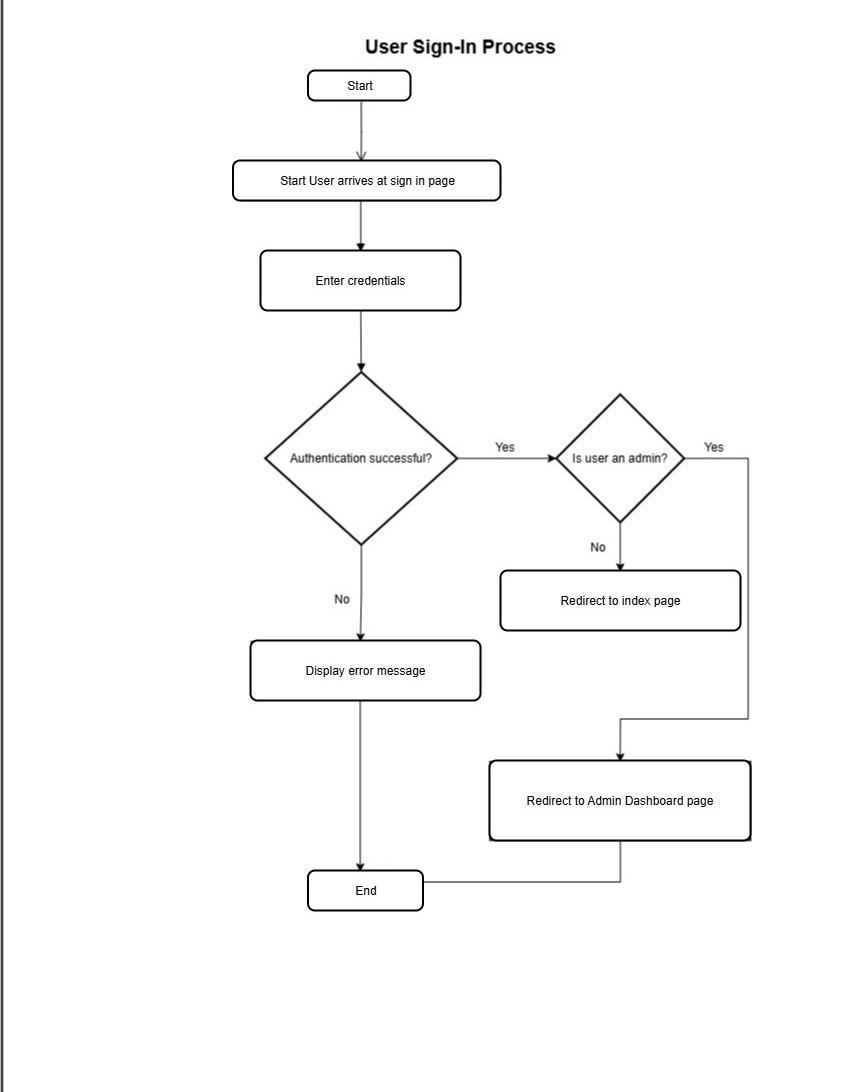 User Sign-In Process
Start
Start User arrives at sign in page
Enter credentials
Authentication successful?
Yes
Is user an admin?
Yes
No
Redirect to index page
No
Display error message
Redirect to Admin Dashboard page
End